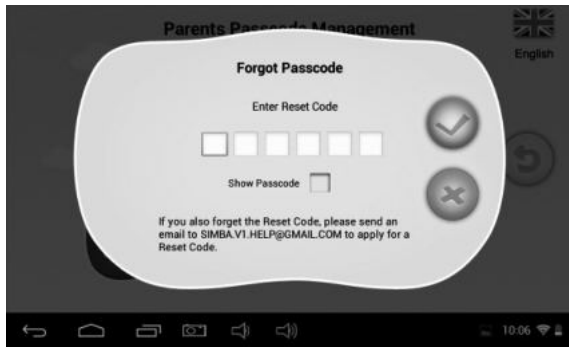 Parents Passcode Management
English
Forgot Passcode
Enter Reset Code
Show Passcode
If you also forget the Reset Code, please send an
email to SIMBA.V1.HELP@GMAIL.COM to apply for a
Reset Code.
10:06